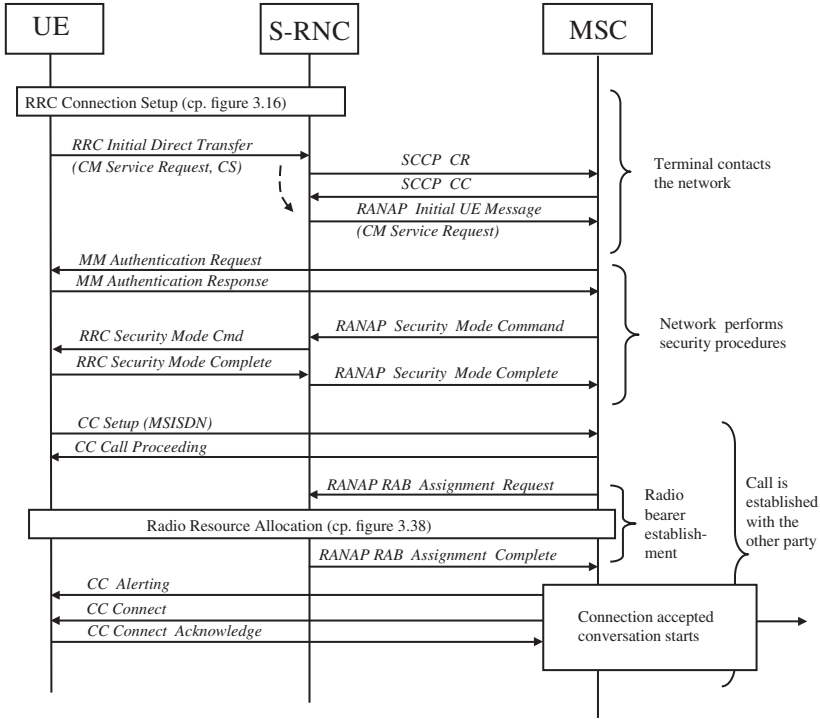 UE
S-RNC
MSC
RRC Connection Setup (cp. figure 3.16)
RRC Initial Direct Transfer
(CM Service Request, CS)
SCCP CR
SCCP CC
RANAP Initial UE Message
(CM Service Request)
Terminal contacts
the network
MM Authentication Request
MM Authentication Response
RANAP Security Mode Command
RRC Security Mode Cmd
RRC Security Mode Complete
RANAP Security Mode Complete
Network performs
security procedures
CC Setup (MSISDN)
CC Call Proceeding
RANAP RAB Assignment Request
Radio Resource Allocation (cp. figure 3.38)
RANAP RAB Assignment Complete
Radio
bearer
establish-
ment
Call is
established
with the
other party
CC Alerting
CC Connect
CC Connect Acknowledge
Connection accepted
conversation starts